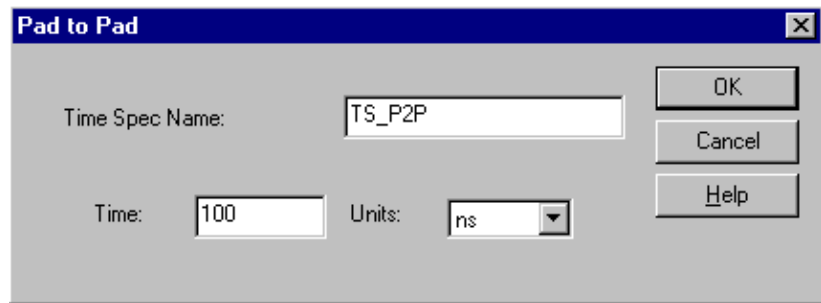 Pad to Pad
Time Spec Name: TS_P2P
OK
Cancel
Time: 100 Units: ns
Help